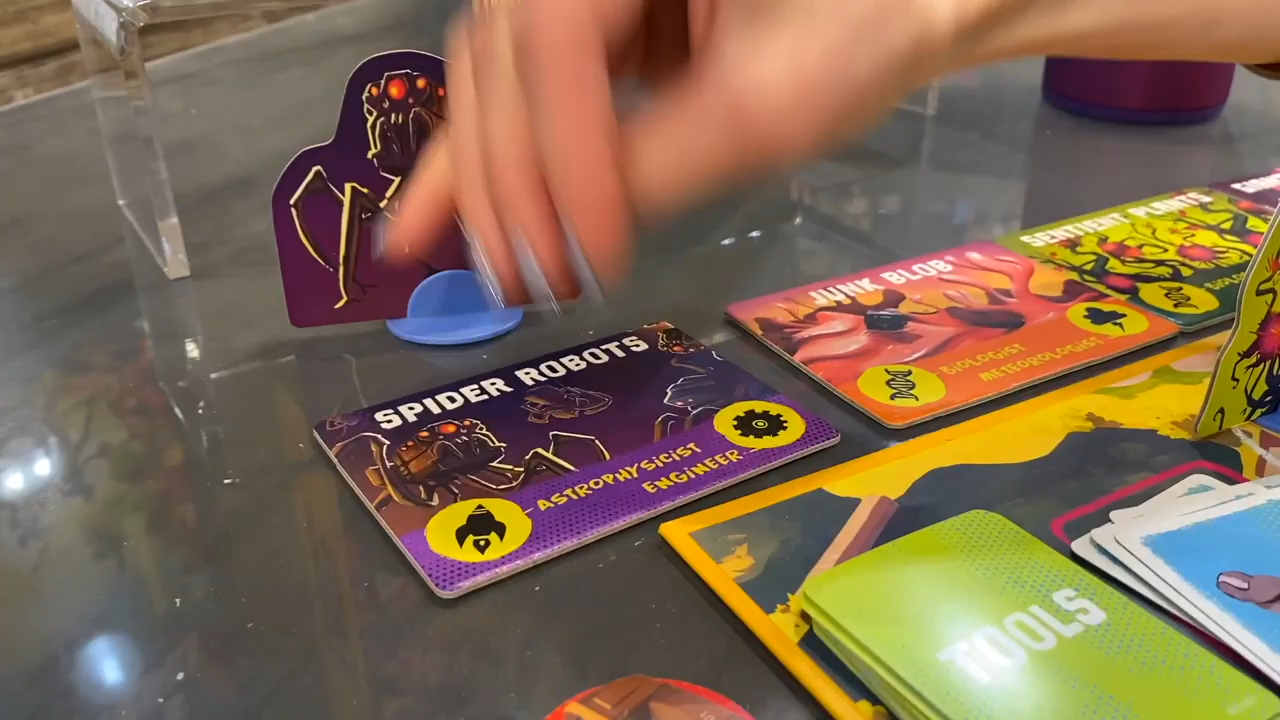 SPIDER ROBOTS
ASTROPHYSICIST
ENGINEER
JUNK BLOB
BIOLOGIST
METEOROLOGIST
SENTIENT PLANTS
TOOLS